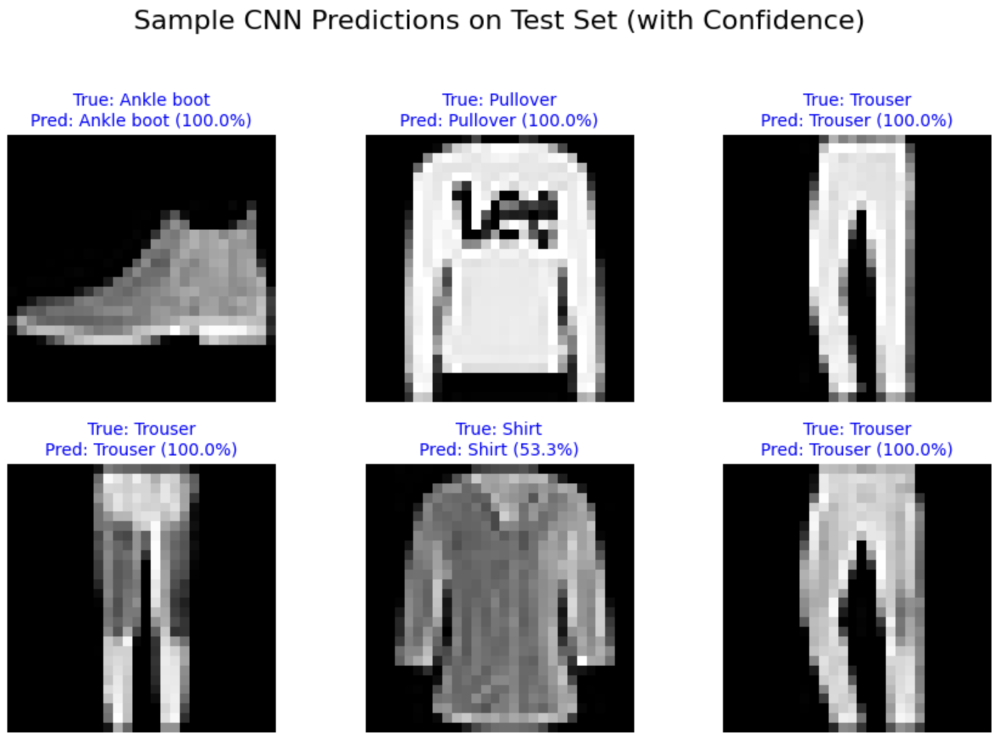 Sample CNN Predictions on Test Set (with Confidence)
True: Ankle boot
Pred: Ankle boot (100.0%)
True: Pullover
Pred: Pullover (100.0%)
True: Trouser
Pred: Trouser (100.0%)
True: Trouser
Pred: Trouser (100.0%)
True: Shirt
Pred: Shirt (53.3%)
True: Trouser
Pred: Trouser (100.0%)